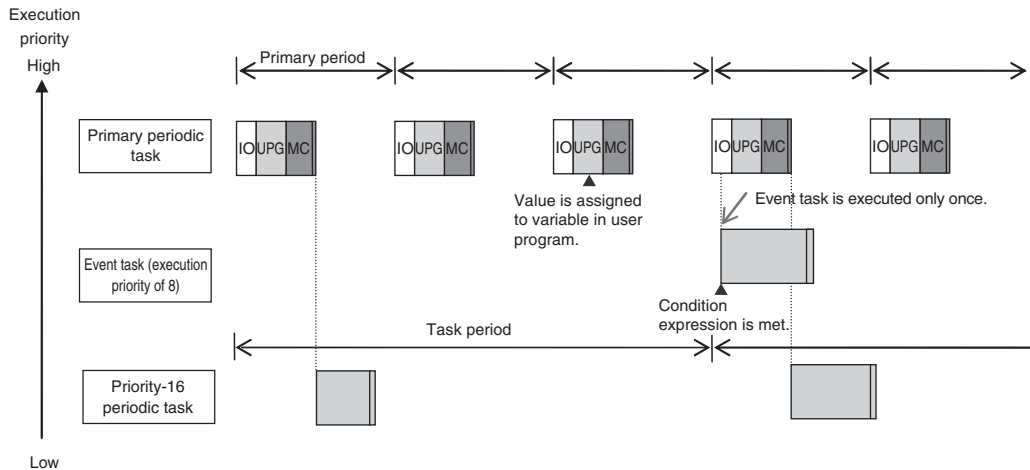 Execution
priority
High
Primary period
Primary periodic
task
IO UPG MC
IO UPG MC
IO UPG MC
IO UPG MC
IO UPG MC
Value is assigned
to variable in user
program.
Event task is executed only once.
Event task (execution
priority of 8)
Condition
expression is met.
Task period
Priority-16
periodic task
Low